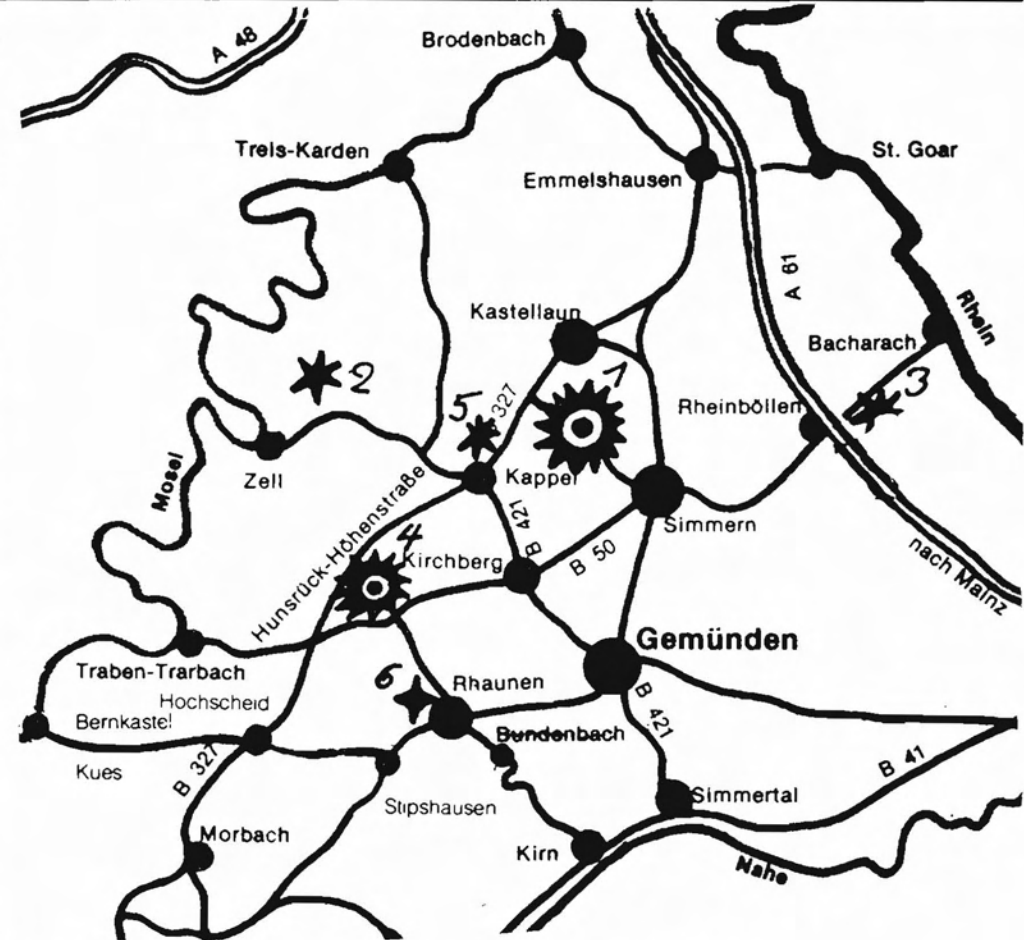 A 48
Brodenbach
Treis-Karden
Emmelshausen
St. Goar
A 61
Rhein
Kastellaun
Bacharach
1
2
3
5
327
Rheinböllen
Zell
Mosel
Kappel
Simmern
Hunsrück-Höhenstraße
4
B 421
B 50
nach Mainz
Kirchberg
Gemünden
Traben-Trarbach
Hochscheid
6
Rhaunen
B 421
Bernkastel
Bundenbach
Kues
B 327
B 41
Stipshausen
Simmertal
Morbach
Kirn
Nahe